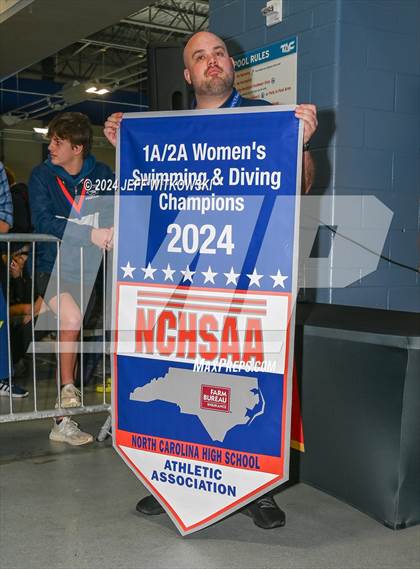 POOL RULES
TAC
1A/2A Women's
Swimming & Diving
Champions
2024
© 2024 JEFF WITKOWSKI
NCHSAA
MAXPREPS.COM
FARM
BUREAU
INSURANCE
NORTH CAROLINA HIGH SCHOOL
ATHLETIC
ASSOCIATION